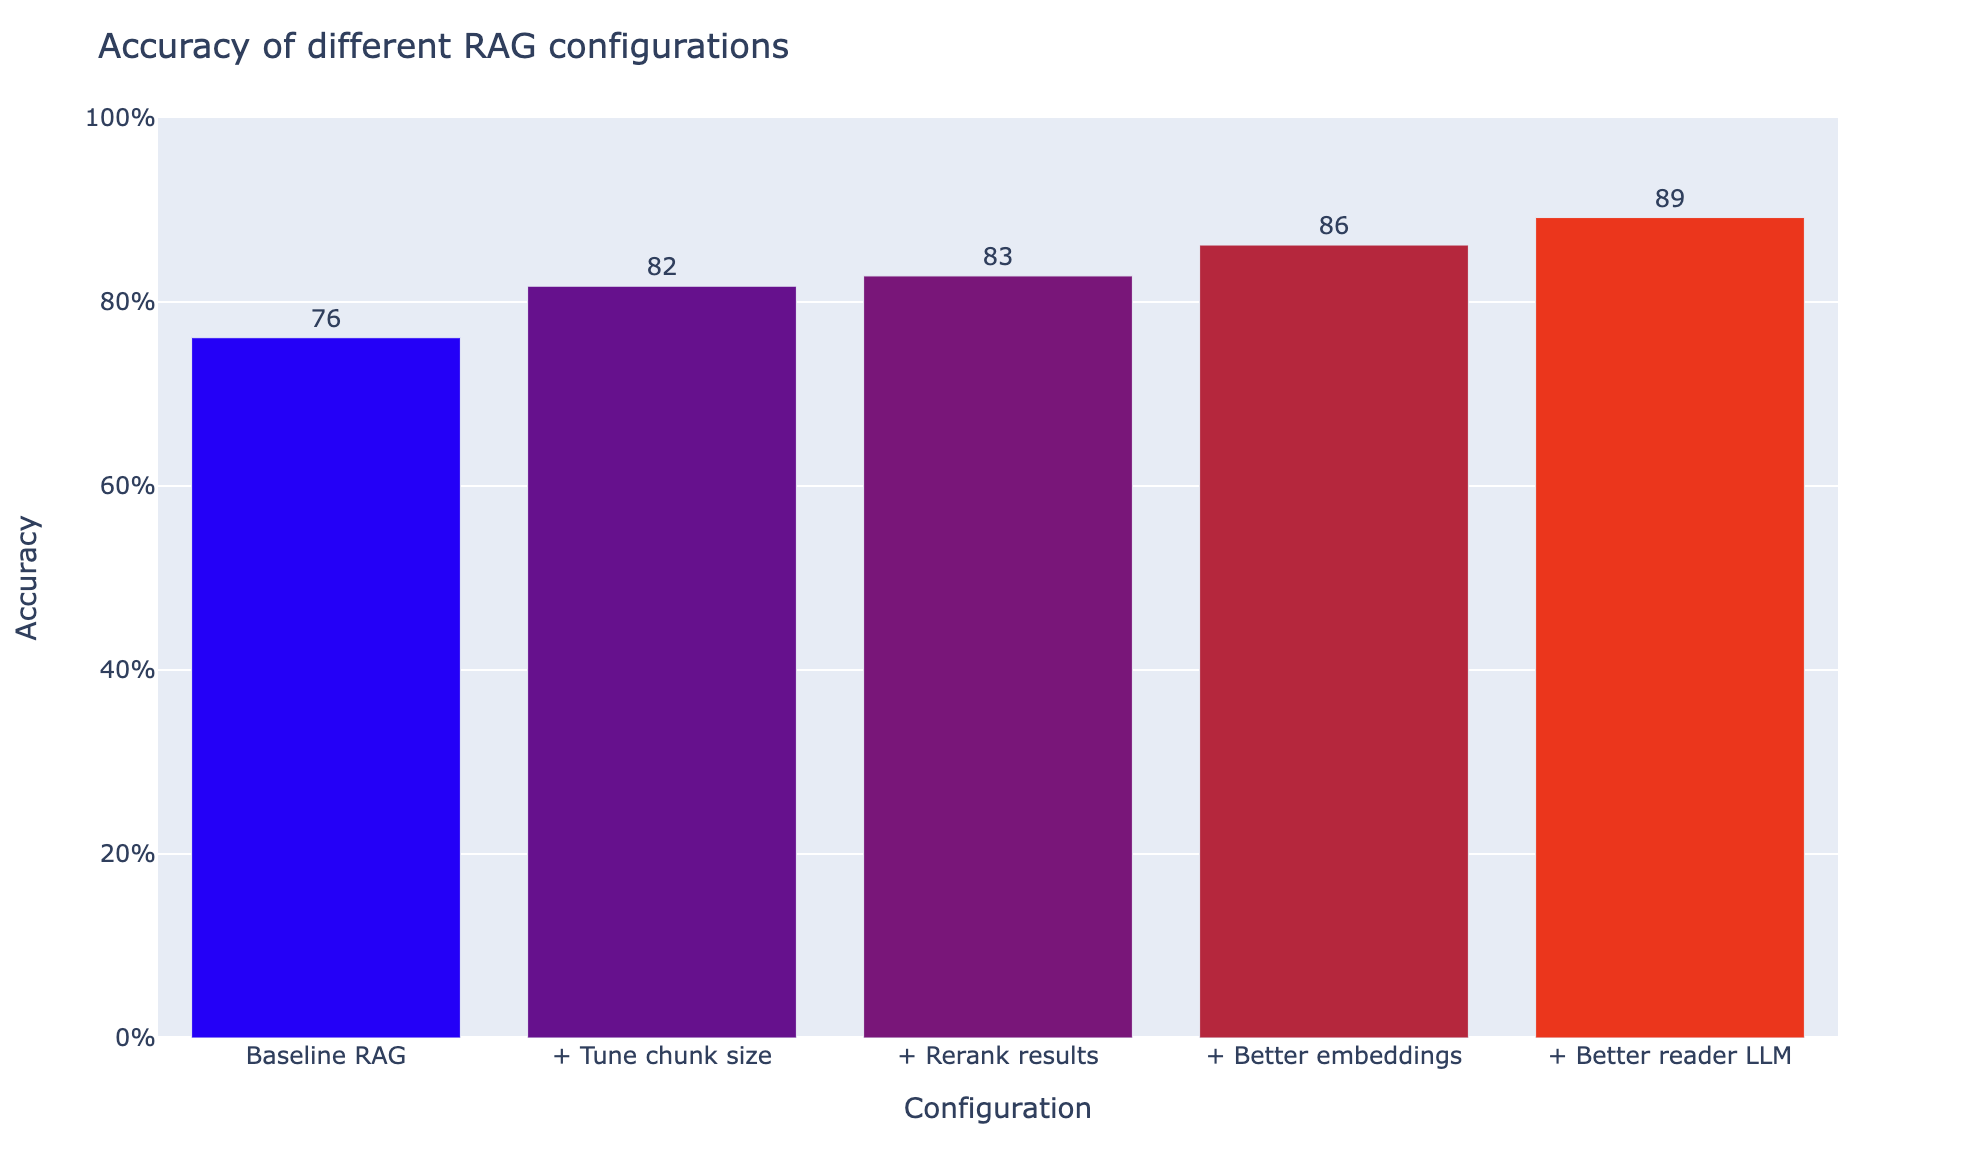 Accuracy of different RAG configurations
100%
80%
60%
40%
20%
0%
Accuracy
76
82
83
86
89
Baseline RAG
+ Tune chunk size
+ Rerank results
+ Better embeddings
+ Better reader LLM
Configuration